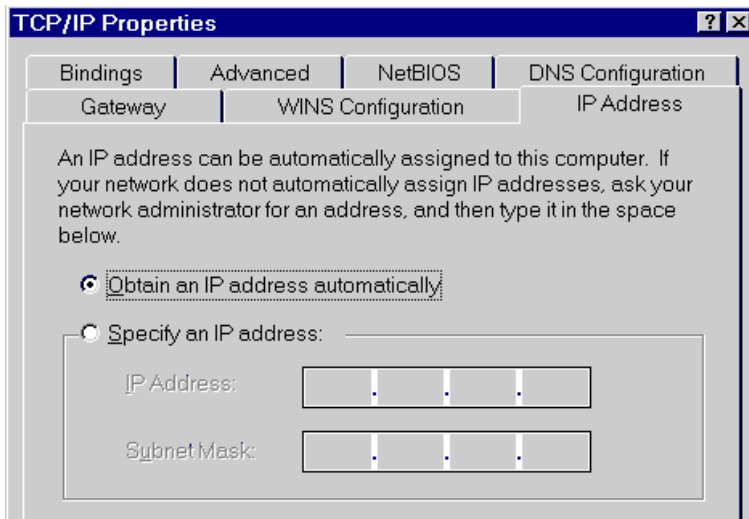 TCP/IP Properties
Bindings
Advanced
NetBIOS
DNS Configuration
Gateway
WINS Configuration
IP Address
An IP address can be automatically assigned to this computer. If
your network does not automatically assign IP addresses, ask your
network administrator for an address, and then type it in the space
below.
Obtain an IP address automatically
Specify an IP address:
IP Address:
. . .
Subnet Mask:
. . .